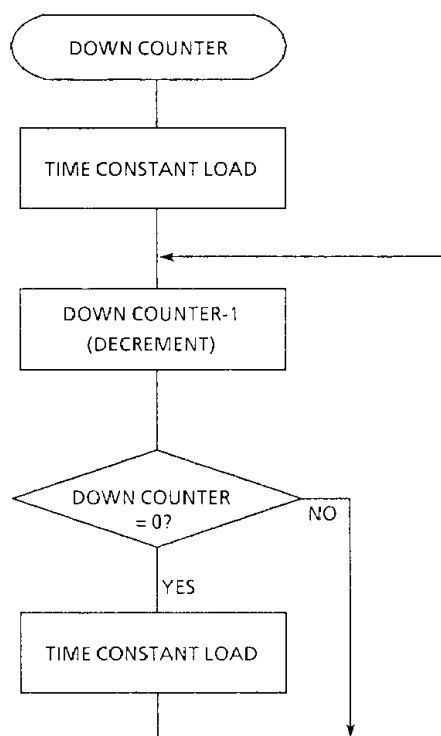 DOWN COUNTER
TIME CONSTANT LOAD
DOWN COUNTER-1
(DECREMENT)
DOWN COUNTER
= 0?
NO
YES
TIME CONSTANT LOAD